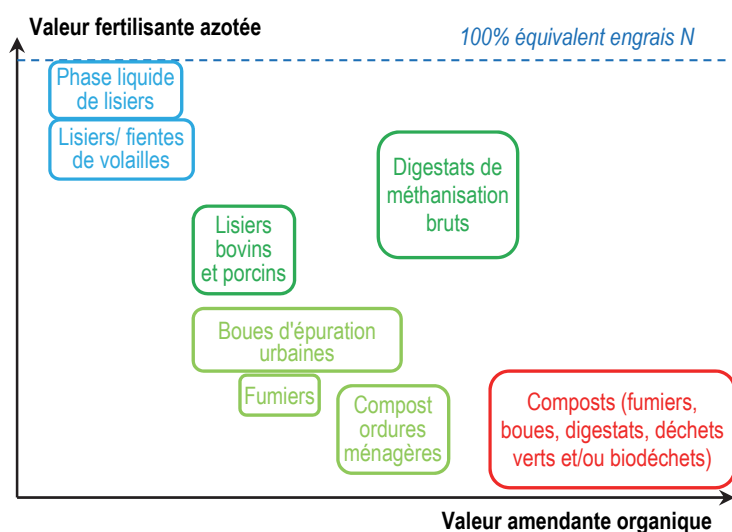 Valeur fertilisante azotée
100% équivalent engrais N
Phase liquide
de lisiers
Lisiers/ fientes
de volailles
Digestats de
méthanisation
bruts
Lisiers
bovins
et porcins
Boues d'épuration
urbaines
Fumiers
Compost
ordures
ménagères
Composts (fumiers,
boues, digestats, déchets
verts et/ou biodéchets)
Valeur amendante organique